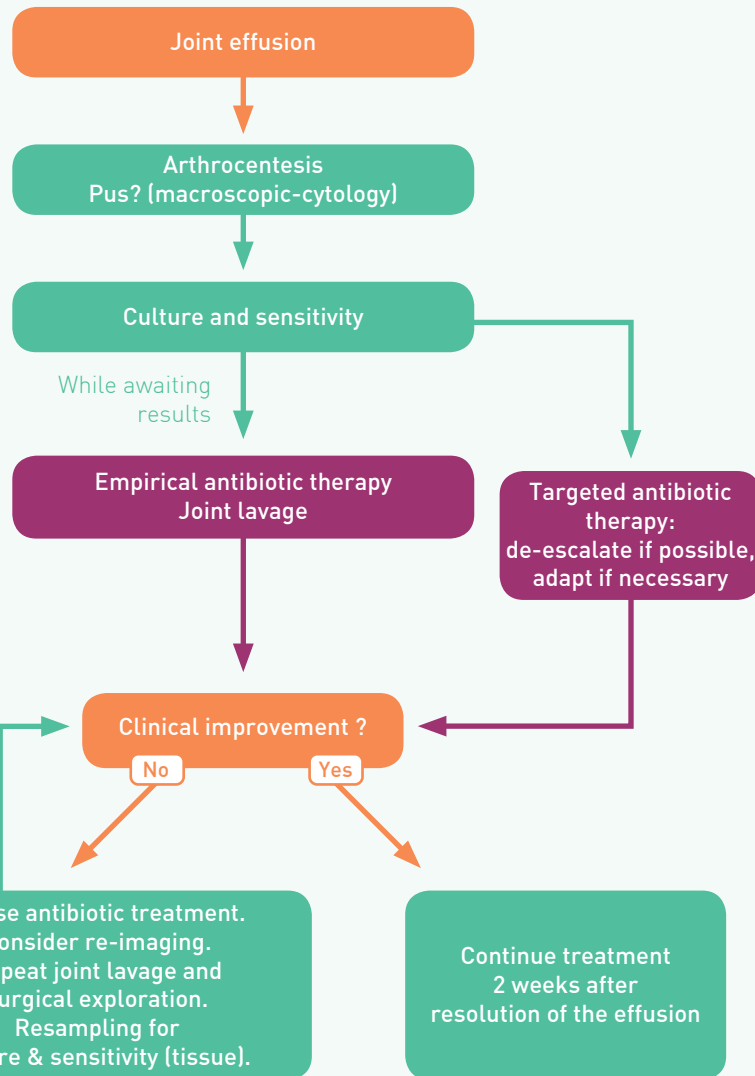 Joint effusion
Arthrocentesis
Pus? (macroscopic-cytology)
Culture and sensitivity
While awaiting
results
Empirical antibiotic therapy
Joint lavage
Targeted antibiotic
therapy:
de-escalate if possible,
adapt if necessary
Clinical improvement ?
No
Yes
antibiotic treatment.
re-imaging.
joint lavage and
exploration.
Resampling for
& sensitivity (tissue).
Continue treatment
2 weeks after
resolution of the effusion